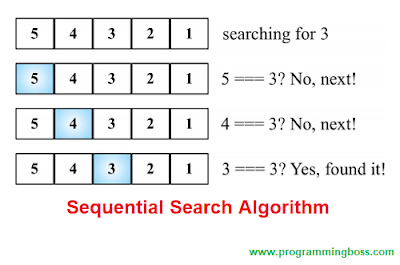 5 4 3 2 1 searching for 3
5 4 3 2 1 5 === 3? No, next!
5 4 3 2 1 4 === 3? No, next!
5 4 3 2 1 3 === 3? Yes, found it!
Sequential Search Algorithm
www.programmingboss.com